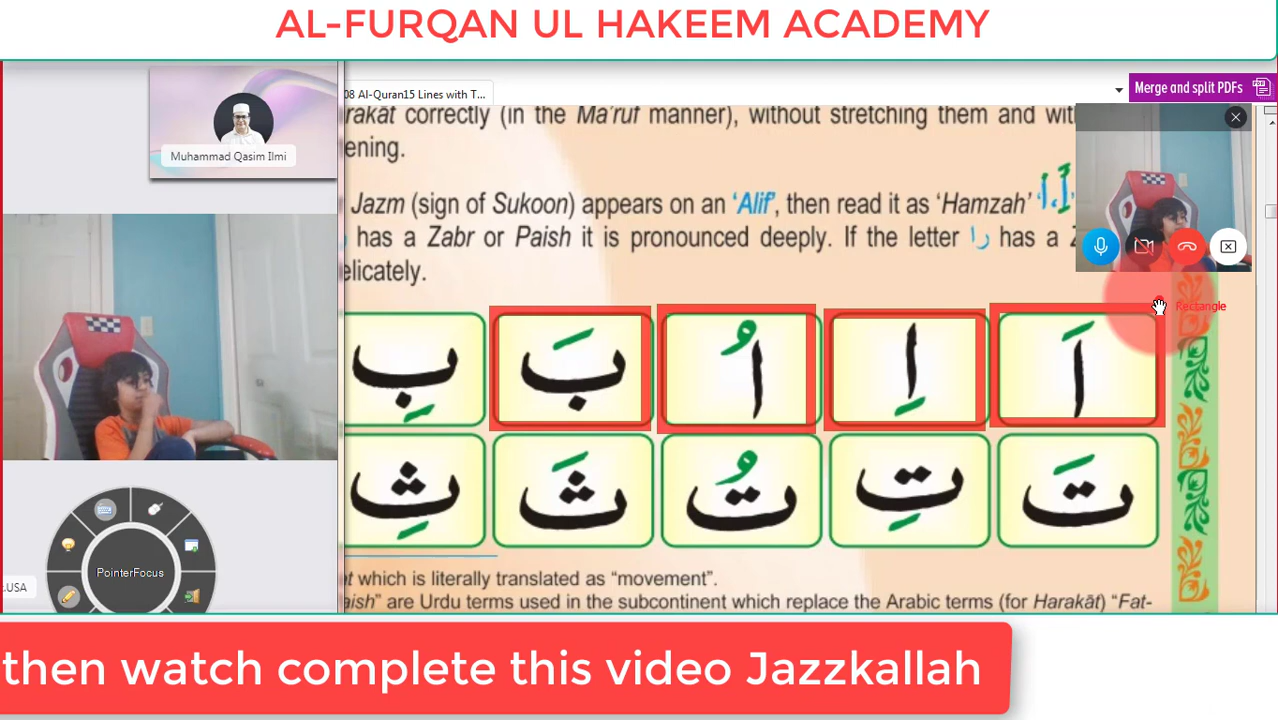 AL-FURQAN UL HAKEEM ACADEMY
08 Al-Quran15 Lines with T...
Merge and split PDFs
Muhammad Qasim Ilmi
rakāt correctly (in the Ma'ruf manner), without stretching them and wit
ening.
Jazm (sign of Sukoon) appears on an 'Alif', then read it as 'Hamzah'
has a Zabr or Paish it is pronounced deeply. If the letter را has a Z
elicately.
Rectangle
اَ اِ اُ بَ بِ
تَ تِ تُ ثَ ثِ
PointerFocus
.USA
at which is literally translated as “movement”.
aish” are Urdu terms used in the subcontinent which replace the Arabic terms (for Harakāt) “Fat-
then watch complete this video Jazzkallah